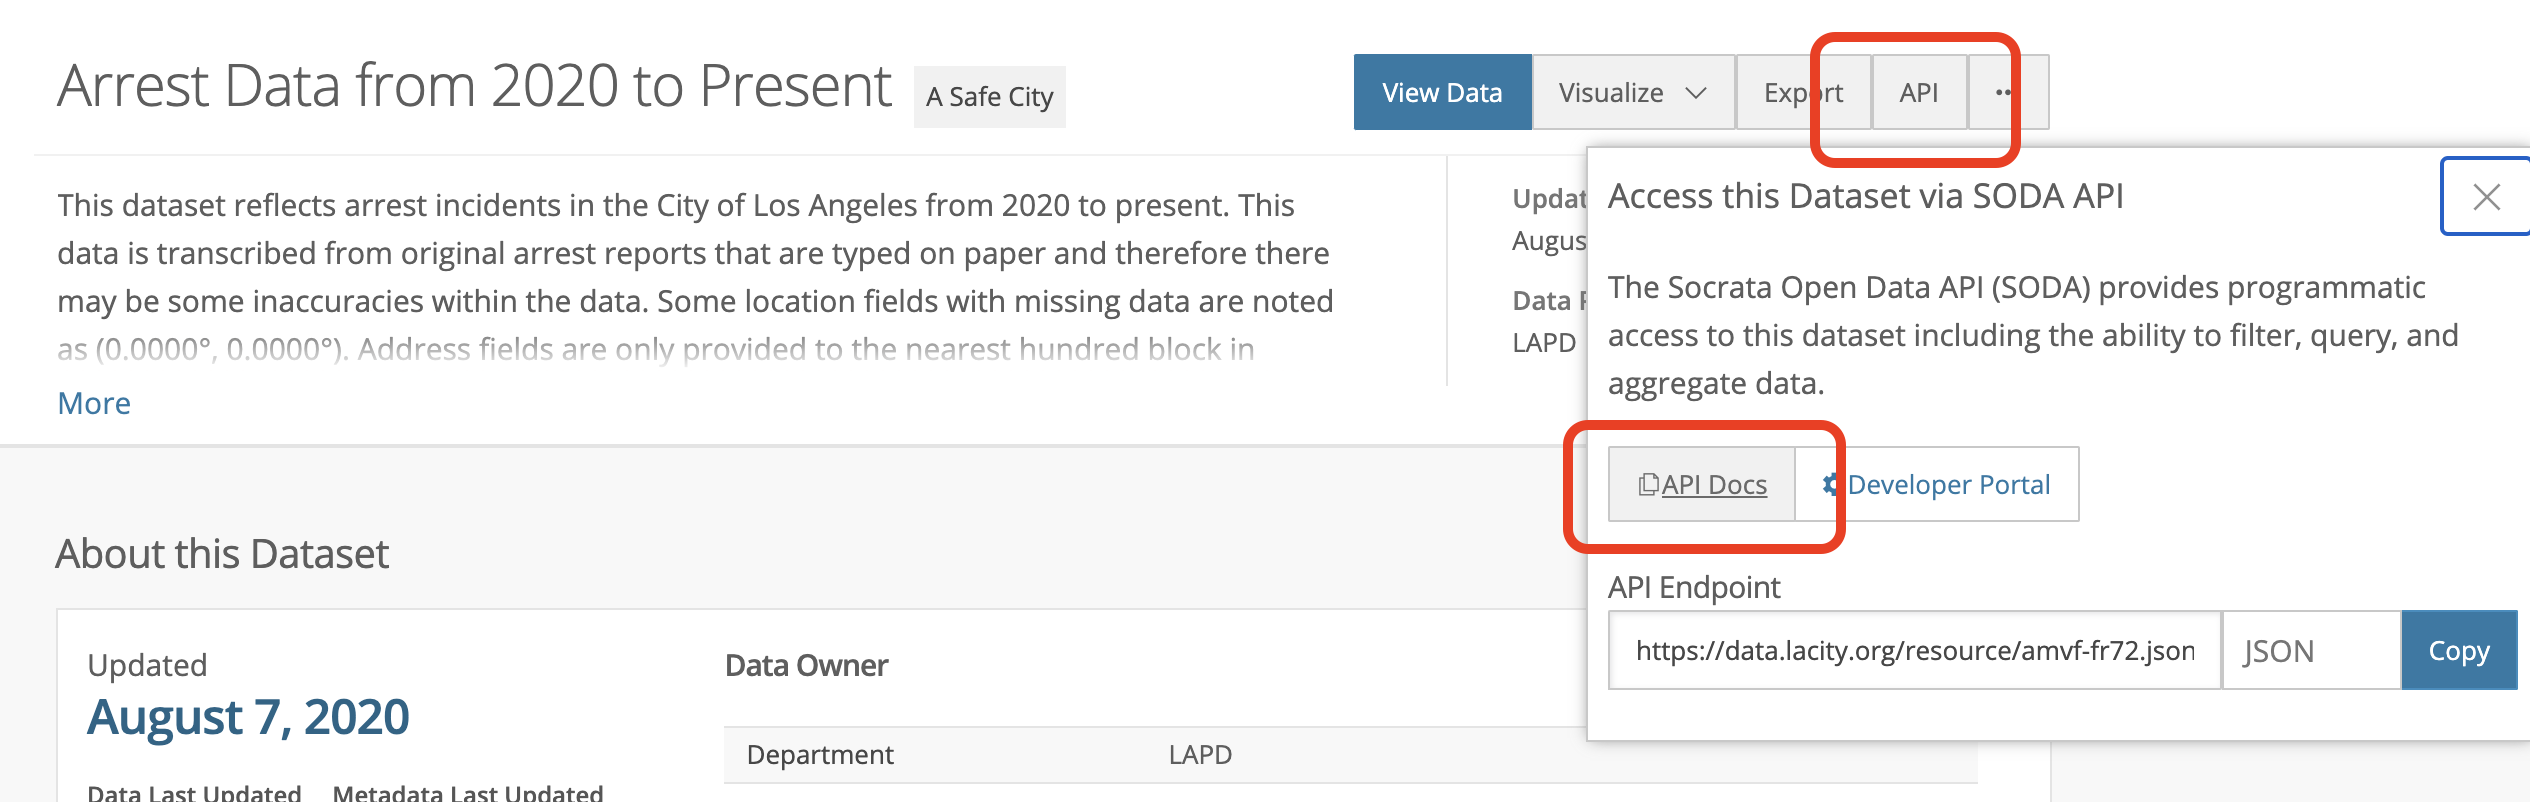 Arrest Data from 2020 to Present
A Safe City
View Data
Visualize
Export
API
This dataset reflects arrest incidents in the City of Los Angeles from 2020 to present. This
data is transcribed from original arrest reports that are typed on paper and therefore there
may be some inaccuracies within the data. Some location fields with missing data are noted
as (0.0000°, 0.0000°). Address fields are only provided to the nearest hundred block in
More
LAPD
Access this Dataset via SODA API
The Socrata Open Data API (SODA) provides programmatic
access to this dataset including the ability to filter, query, and
aggregate data.
API Docs
Developer Portal
API Endpoint
https://data.lacity.org/resource/amvf-fr72.json
JSON
Copy
About this Dataset
Updated
August 7, 2020
Data Last Updated
Metadata Last Updated
Data Owner
Department
LAPD